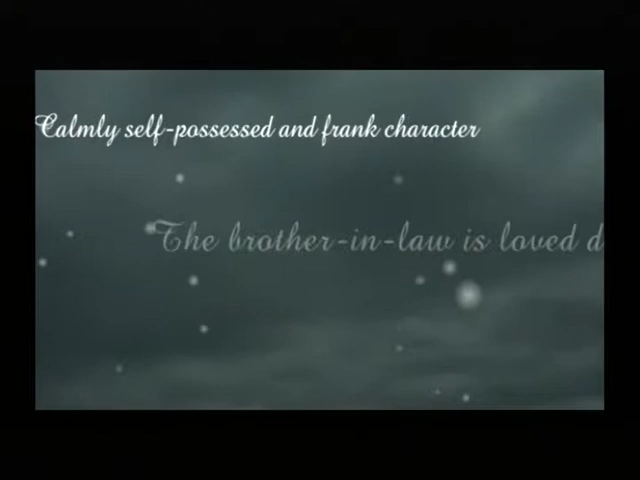 Calmly self-possessed and frank character
The brother-in-law is loved d